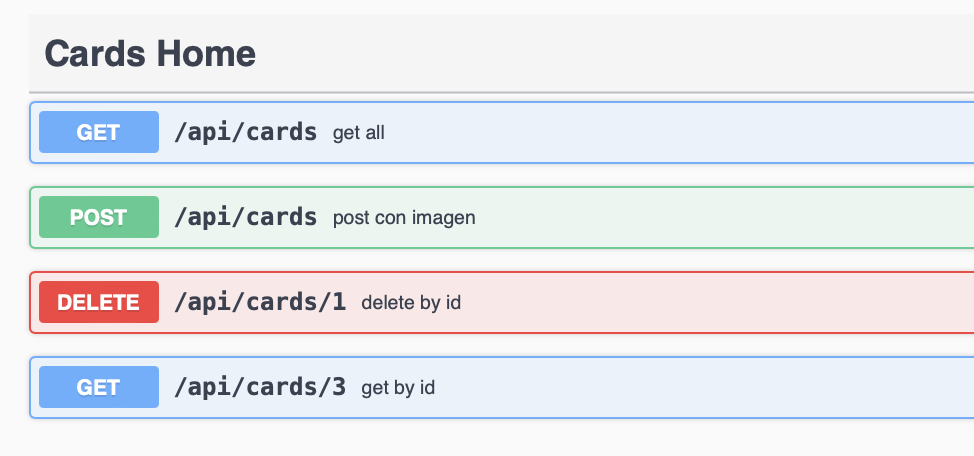 Cards Home
GET /api/cards get all
POST /api/cards post con imagen
DELETE /api/cards/1 delete by id
GET /api/cards/3 get by id